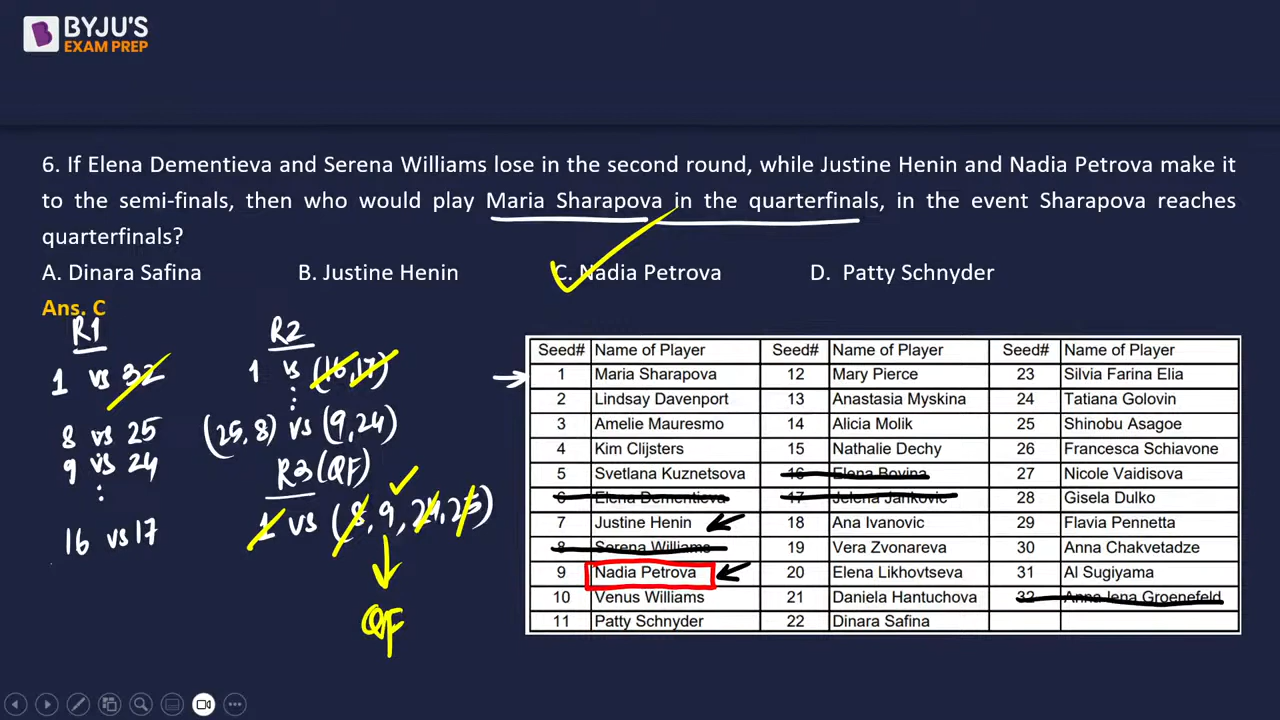 BYJU'S
EXAM PREP
6. If Elena Dementieva and Serena Williams lose in the second round, while Justine Henin and Nadia Petrova make it
to the semi-finals, then who would play Maria Sharapova in the quarterfinals, in the event Sharapova reaches
quarterfinals?
A. Dinara Safina B. Justine Henin C. Nadia Petrova D. Patty Schnyder
Ans. C
R1
1 vs 32
8 vs 25
9 vs 24
16 vs 17
R2
1 vs (16,17)
(25,8) vs (9,24)
R3(QF)
1 vs (8,9,24,25)
QF
Seed# Name of Player Seed# Name of Player Seed# Name of Player
1 Maria Sharapova 12 Mary Pierce 23 Silvia Farina Elia
2 Lindsay Davenport 13 Anastasia Myskina 24 Tatiana Golovin
3 Amelie Mauresmo 14 Alicia Molik 25 Shinobu Asagoe
4 Kim Clijsters 15 Nathalie Dechy 26 Francesca Schiavone
5 Svetlana Kuznetsova 16 Elena Bovina 27 Nicole Vaidisova
6 Elena Dementieva 17 Jelena Jankovic 28 Gisela Dulko
7 Justine Henin 18 Ana Ivanovic 29 Flavia Pennetta
8 Serena Williams 19 Vera Zvonareva 30 Anna Chakvetadze
9 Nadia Petrova 20 Elena Likhovtseva 31 Al Sugiyama
10 Venus Williams 21 Daniela Hantuchova 32 Anna lena Groenefeld
11 Patty Schnyder 22 Dinara Safina